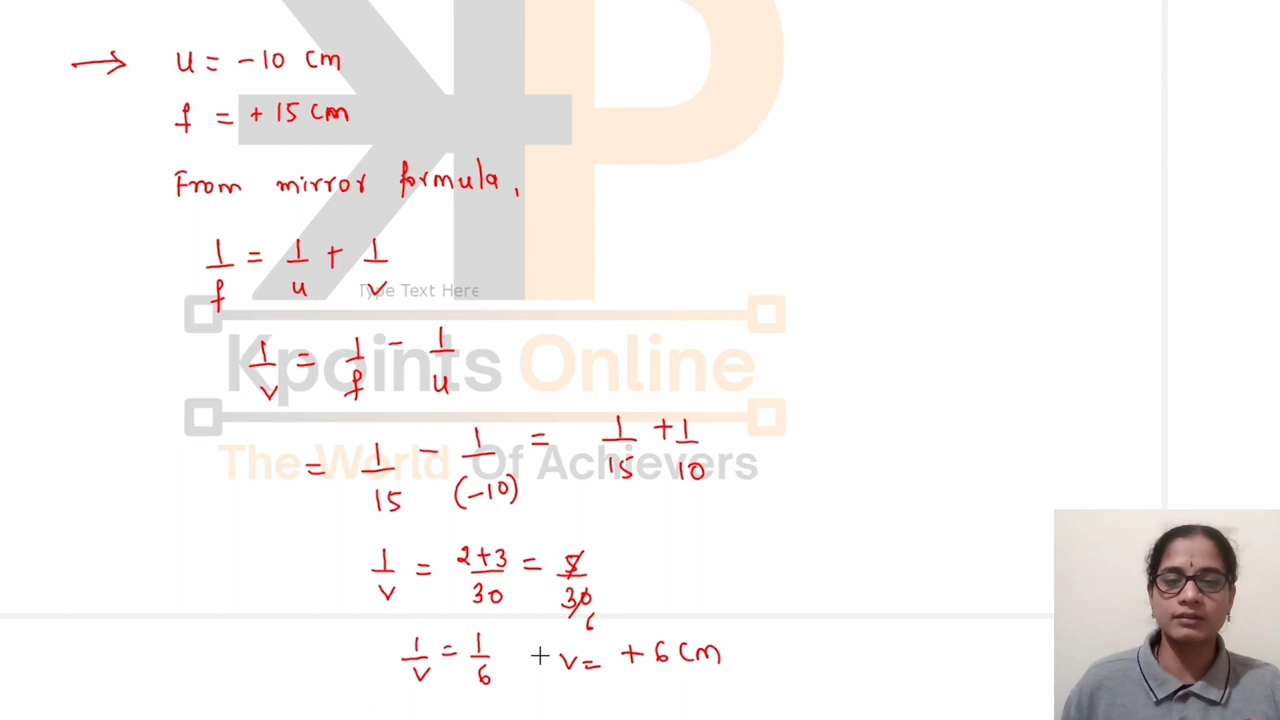 → u = -10 cm
f = +15 cm
From mirror formula,
1/f = 1/u + 1/v
Type Text Here
1/v = 1/f - 1/u
Kpoints Online
= 1/15 - 1/(-10) = 1/15 + 1/10
The World Of Achievers
1/v = 2+3/30 = 5/30 6
1/v = 1/6 v = +6 cm